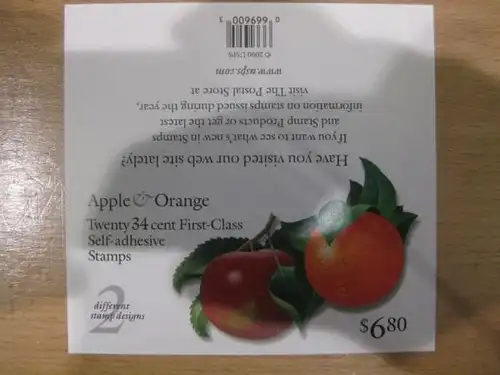 Apple & Orange
Twenty 34 cent First-Class
Self-adhesive
Stamps
2 different
stamp designs
$6.80
Have you visited our web site lately?
If you want to see what's new in Stamps
and Stamp Products or get the latest
information on stamps issued during the year,
visit The Postal Store at
www.usps.com
© 2000 USPS
0 009699 3